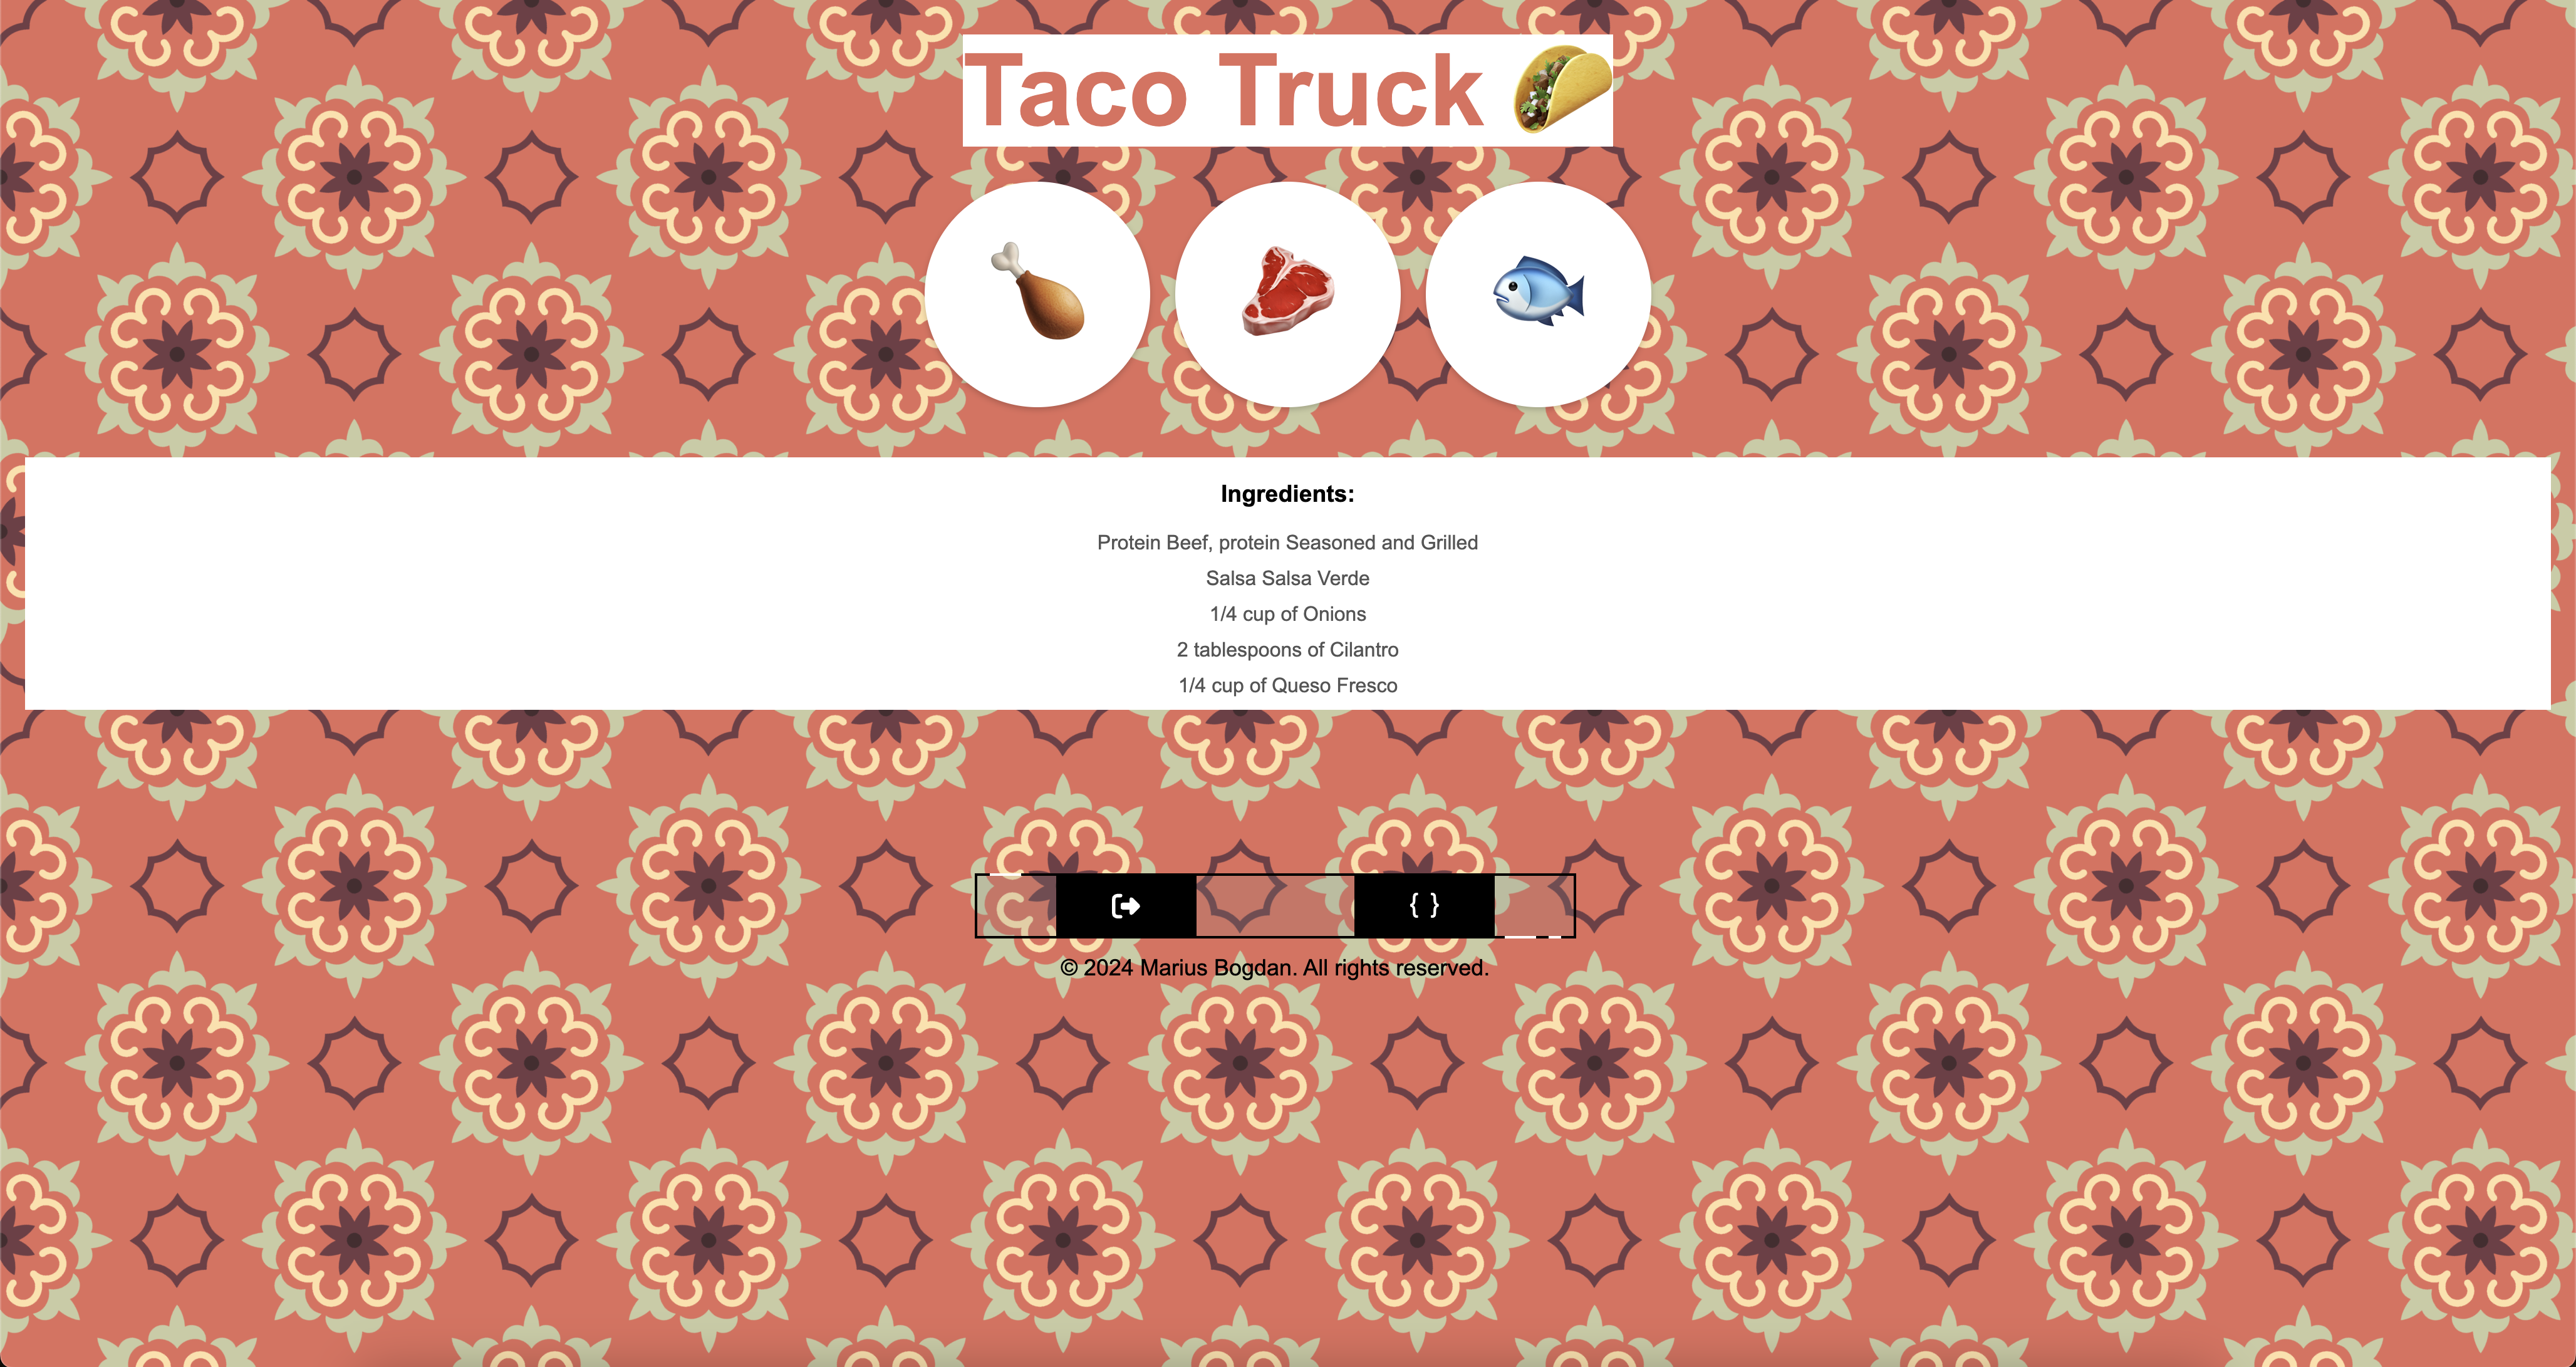 Taco Truck 🌮
Ingredients:
Protein Beef, protein Seasoned and Grilled
Salsa Salsa Verde
1/4 cup of Onions
2 tablespoons of Cilantro
1/4 cup of Queso Fresco
{ }
© 2024 Marius Bogdan. All rights reserved.